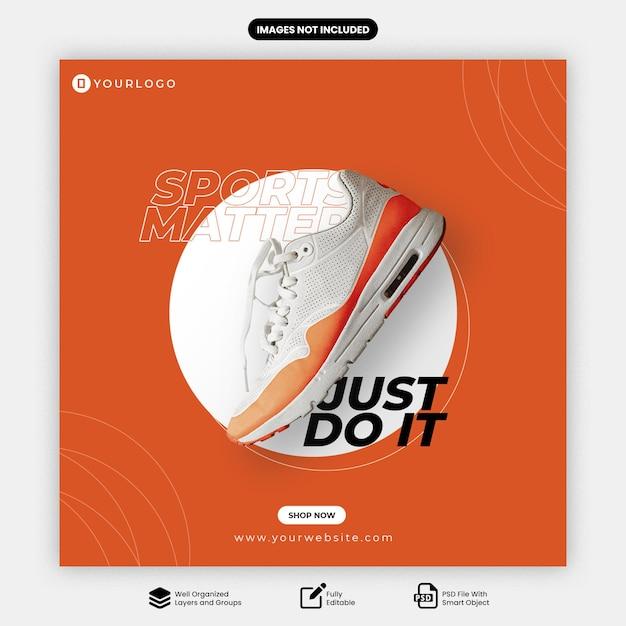 IMAGES NOT INCLUDED
YOURLOGO
SPORTS
MATTER
JUST
DO IT
SHOP NOW
www.yourwebsite.com
Well Organized
Layers and Groups
Fully
Editable
PSD
PSD File With
Smart Object